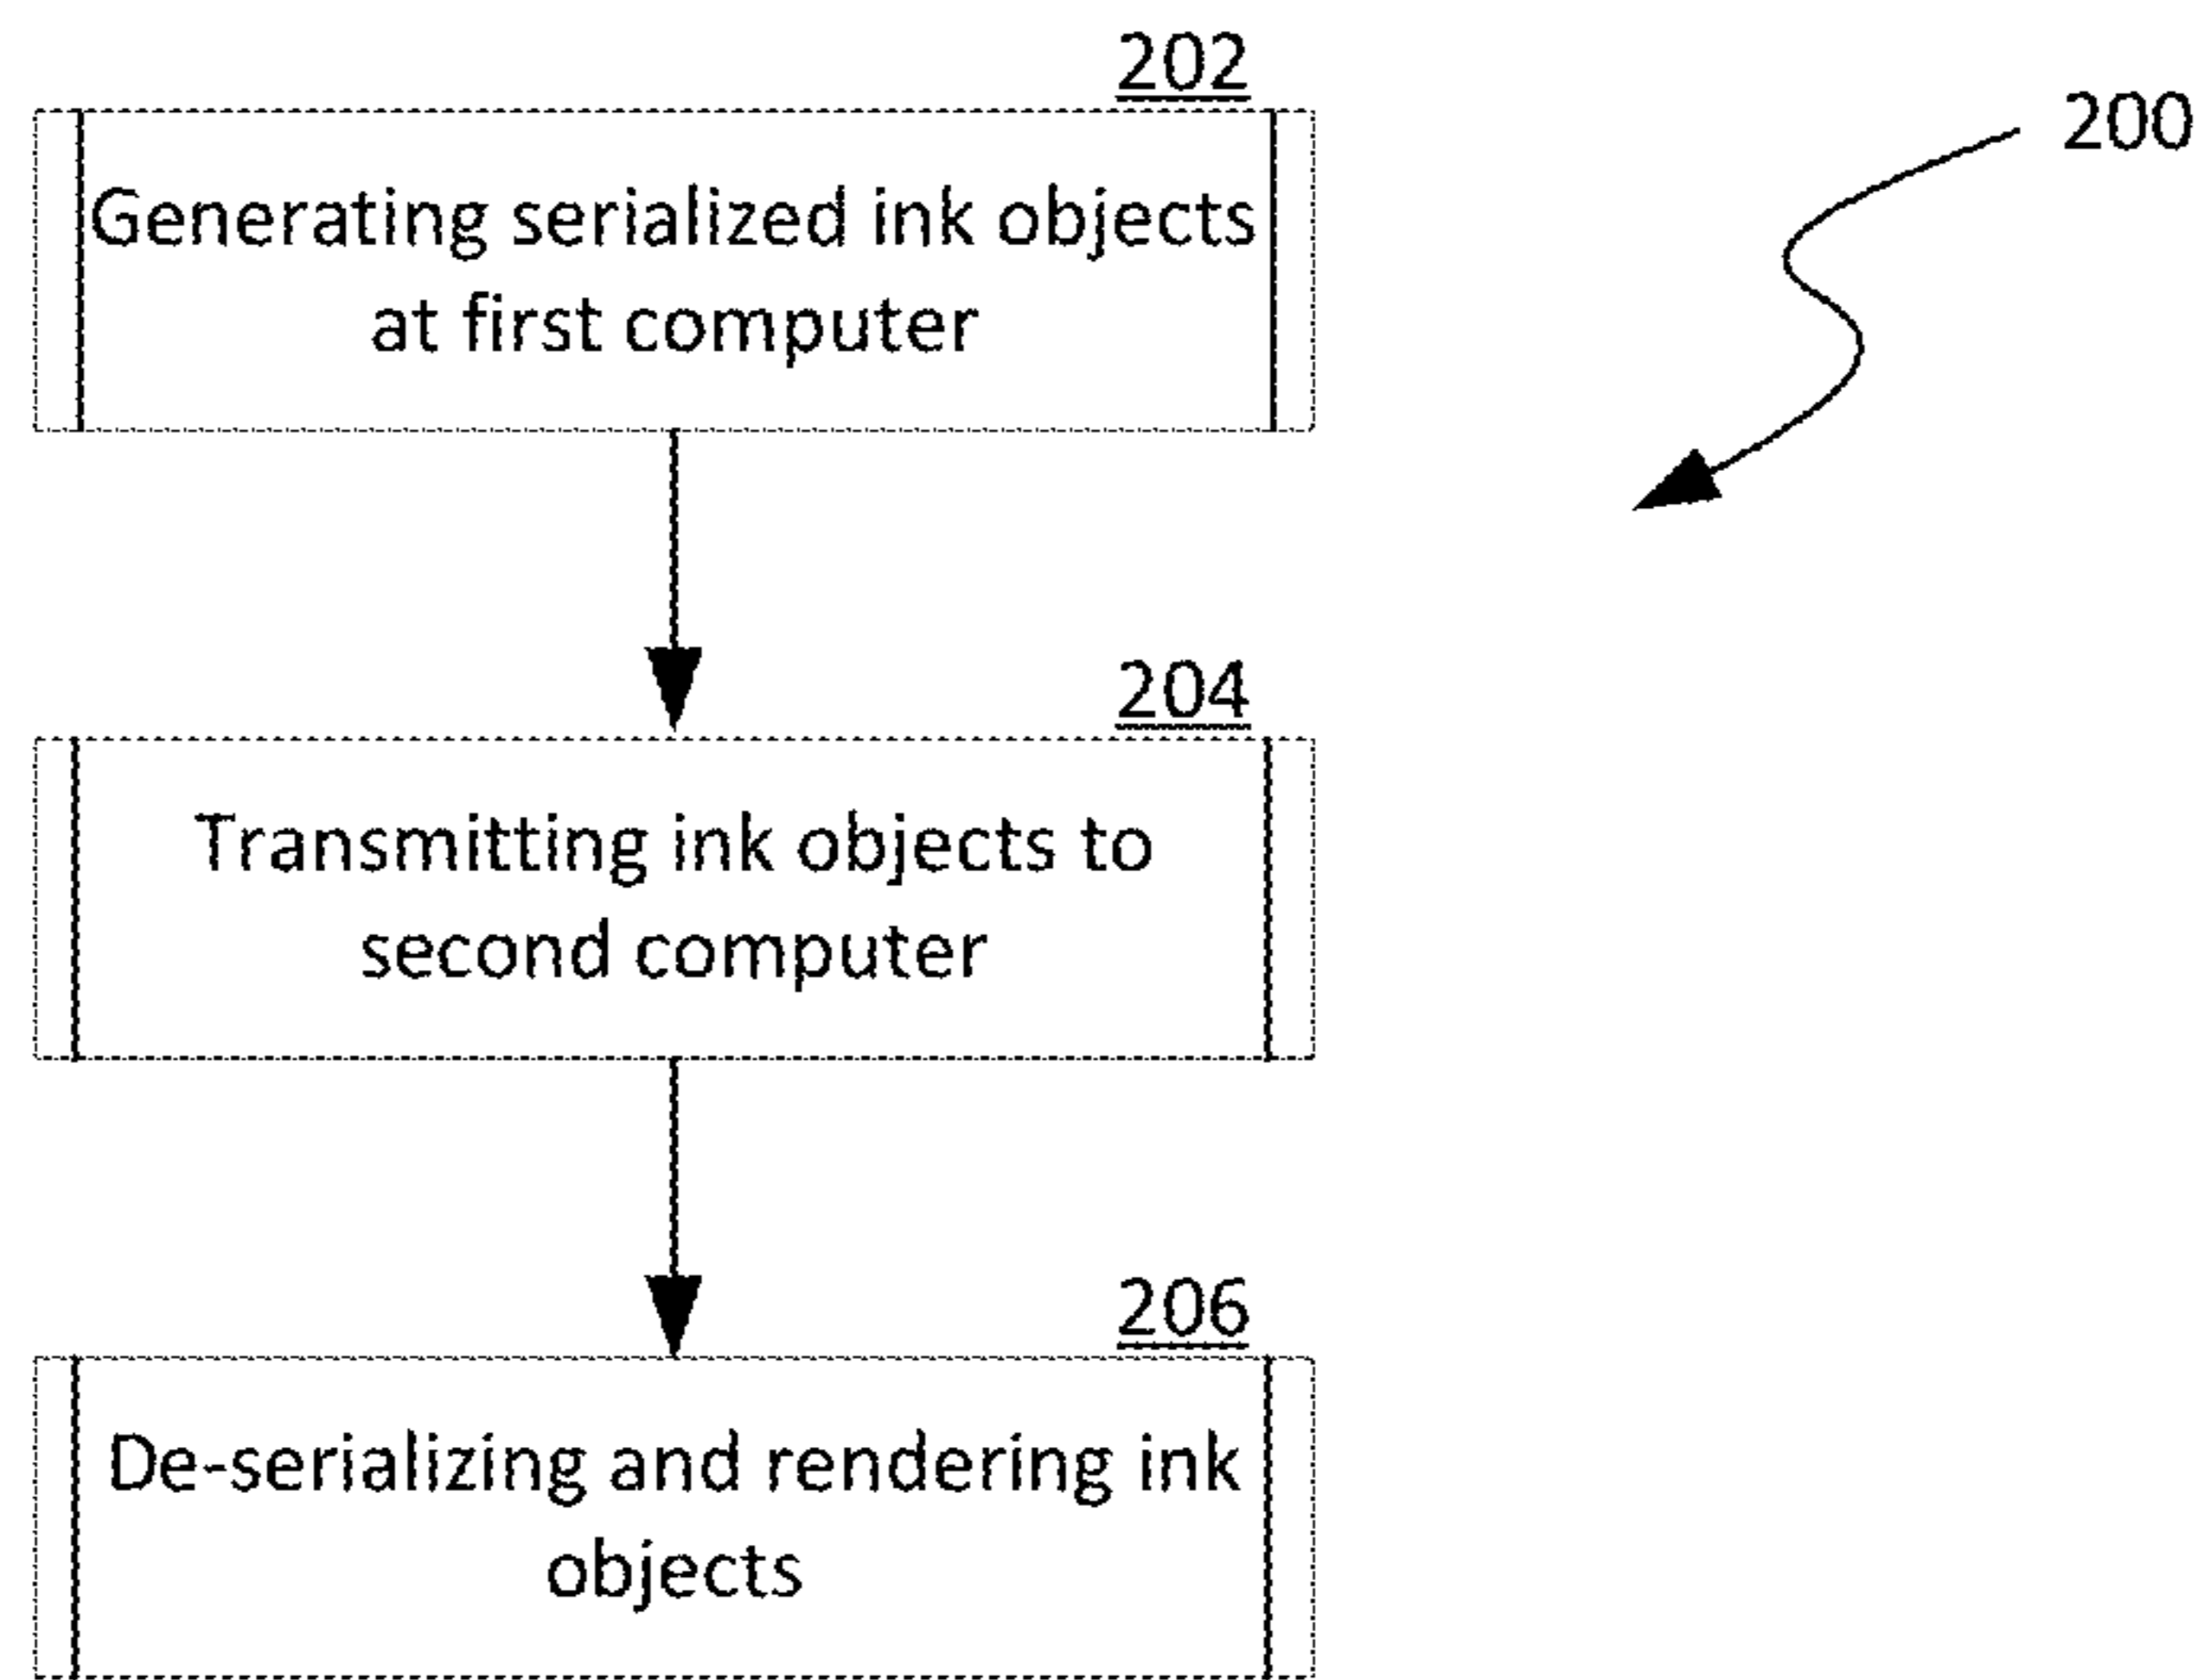 202
200
Generating serialized ink objects
at first computer
204
Transmitting ink objects to
second computer
206
De-serializing and rendering ink
objects